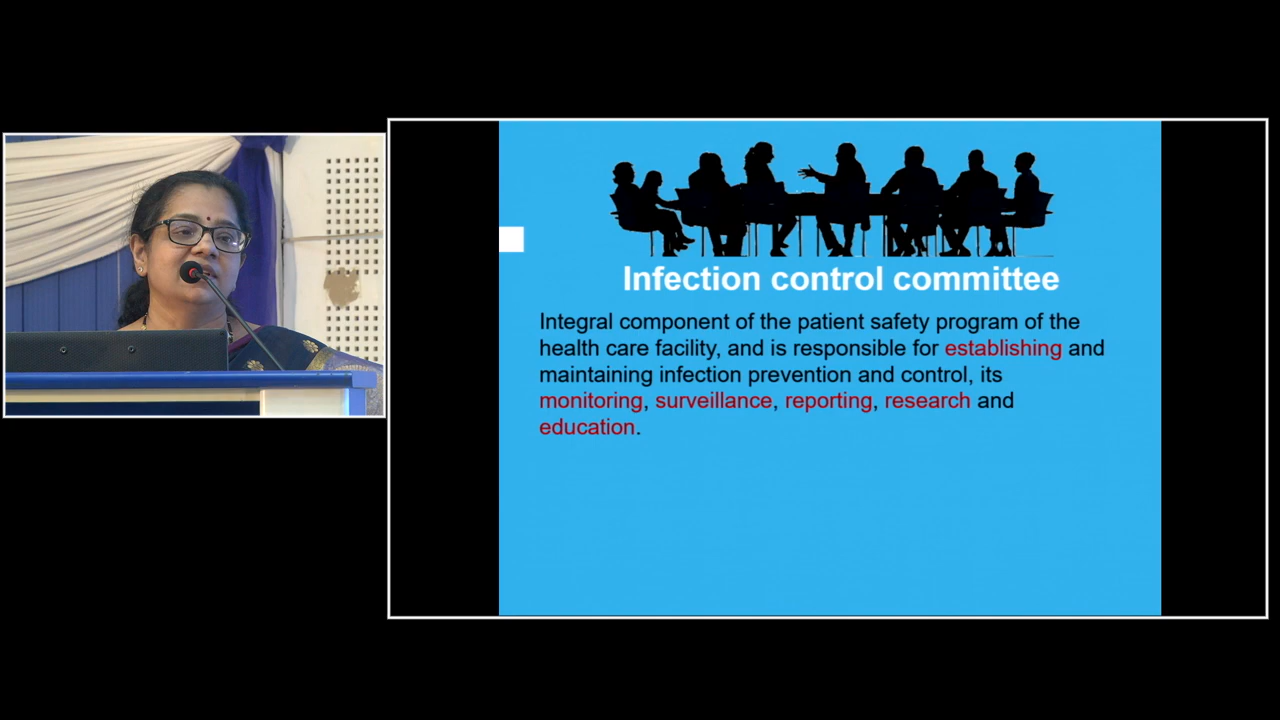 Infection control committee
Integral component of the patient safety program of the
health care facility, and is responsible for establishing and
maintaining infection prevention and control, its
monitoring, surveillance, reporting, research and
education.